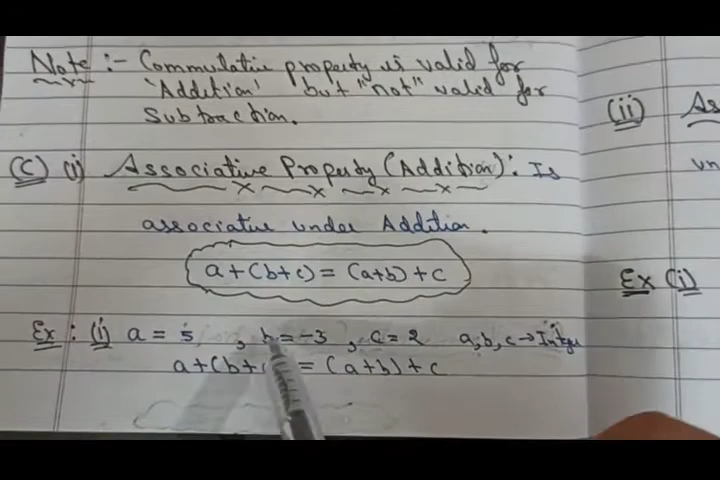 Note :- Commutative property is valid for
'Addition' but "not" valid for
Subtraction.
(C) (i) Associative Property (Addition): Is
associative under Addition.
a+(b+c) = (a+b)+c
Ex : (i) a = 5 , b = -3 , c = 2 a, b, c →
a+(b+c = (a+b)+c
(ii)
Ex (i)